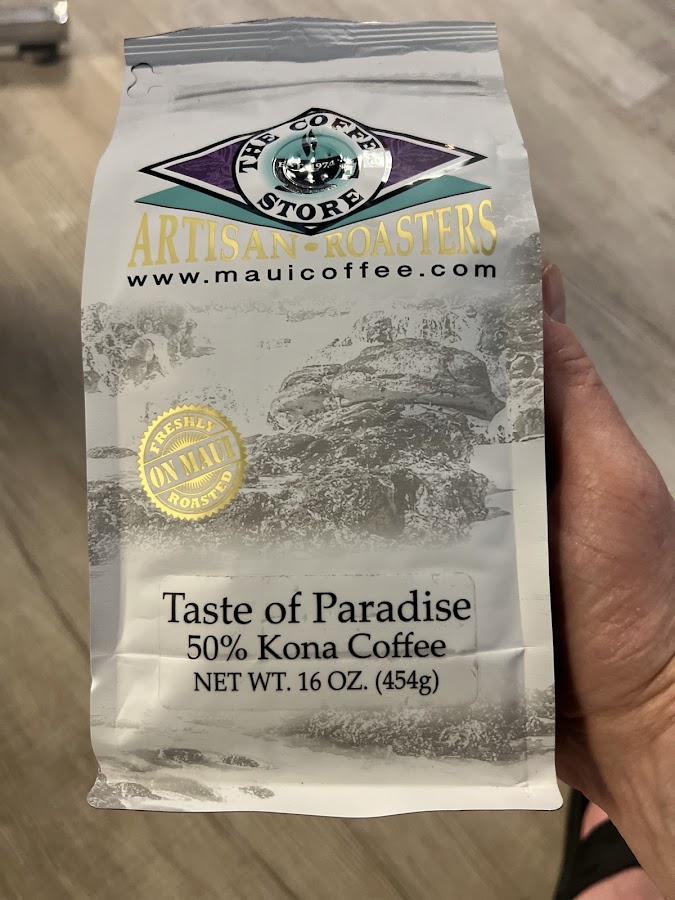 THE COFFEE
STORE
ARTISAN • ROASTERS
www.mauicoffee.com
FRESHLY
ON MAUI
ROASTED
Taste of Paradise
50% Kona Coffee
NET WT. 16 OZ. (454g)